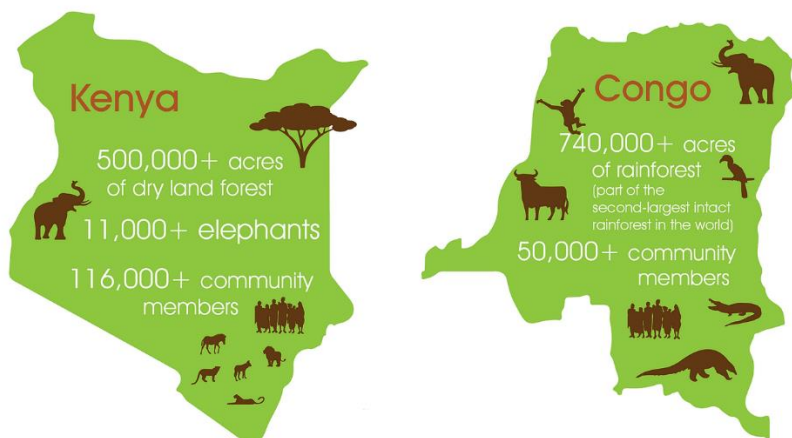 Kenya
500,000+ acres
of dry land forest
11,000+ elephants
116,000+ community
members
Congo
740,000+ acres
of rainforest
(part of the
second-largest intact
rainforest in the world)
50,000+ community
members